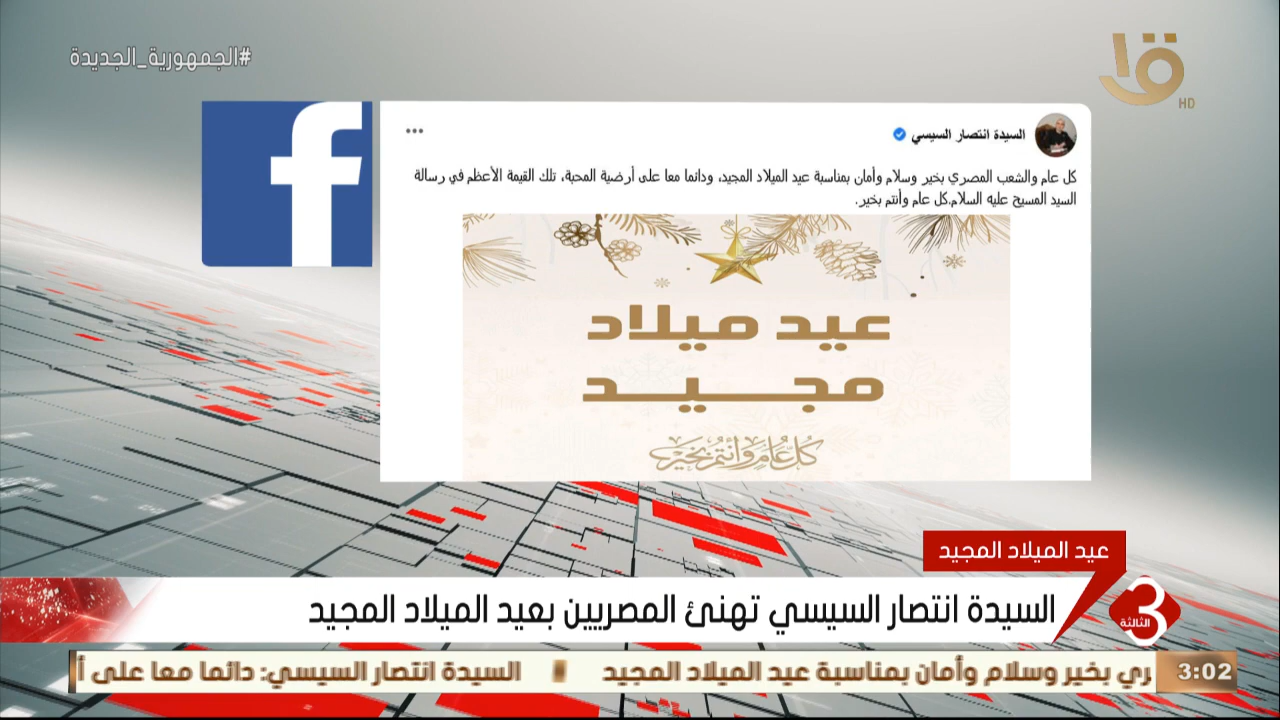 #الجمهورية_الجديدة
HD
السيدة انتصار السيسي
كل عام والشعب المصري بخير وسلام وأمان بمناسبة عيد الميلاد المجيد، ودائما معا على أرضية المحبة، تلك القيمة الأعظم في رسالة
السيد المسيح عليه السلام.كل عام وأنتم بخير.
عيد ميلاد
مجيد
كل عام وأنتم بخير
عيد الميلاد المجيد
3 الثالثة
السيدة انتصار السيسي تهنئ المصريين بعيد الميلاد المجيد
3:02
ري بخير وسلام وأمان بمناسبة عيد الميلاد المجيد السيدة انتصار السيسي: دائما معا على أ